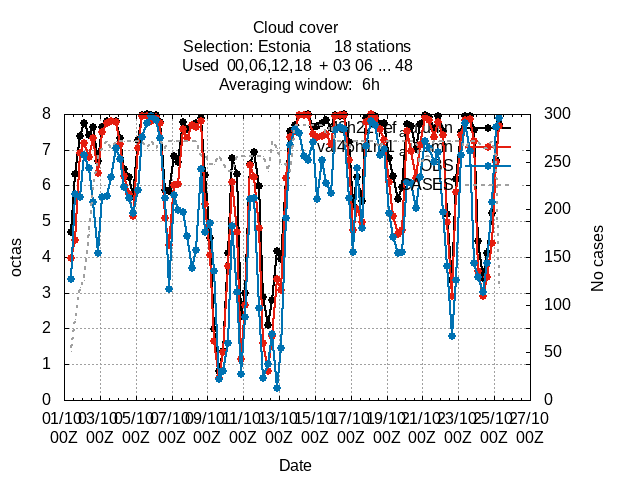 Cloud cover
Selection: Estonia 18 stations
Used 00,06,12,18 + 03 06 ... 48
Averaging window: 6h
octas
8
7
6
5
4
3
2
1
0
300
250
200
150
100
50
0
No cases
OBS
CASES
01/10 03/10 05/10 07/10 09/10 11/10 13/10 15/10 17/10 19/10 21/10 23/10 25/10 27/10
00Z 00Z 00Z 00Z 00Z 00Z 00Z 00Z 00Z 00Z 00Z 00Z 00Z 00Z
Date